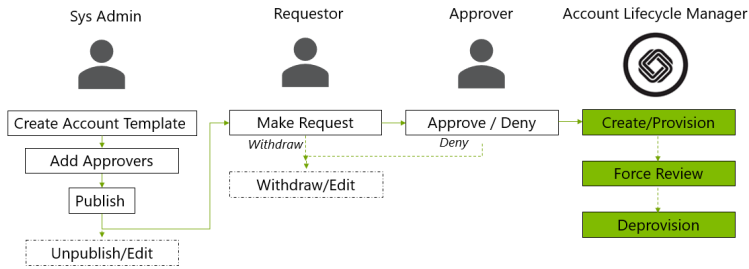 Sys Admin
Requestor
Approver
Account Lifecycle Manager
Create Account Template
Make Request
Approve / Deny
Create/Provision
Withdraw
Deny
Add Approvers
Force Review
Withdraw/Edit
Publish
Deprovision
Unpublish/Edit